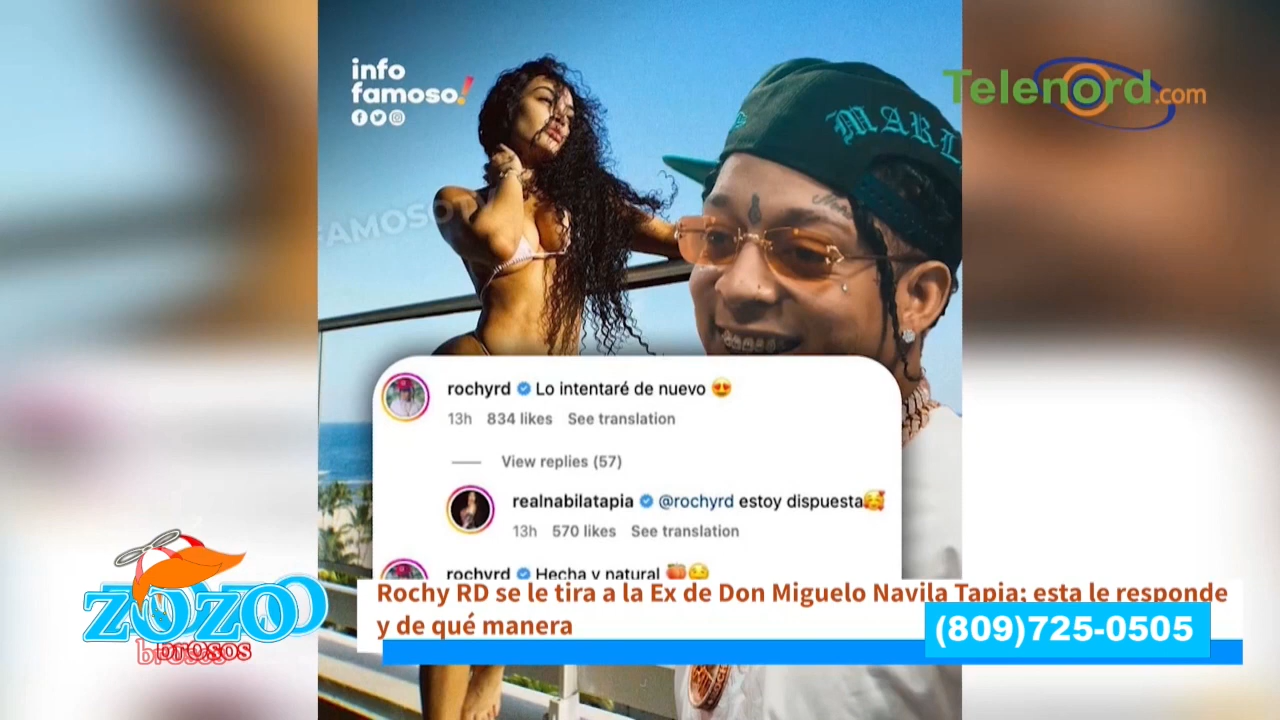 info
famoso!
Telenord.com
MARL
FAMOSOTV
rochyrd Lo intentaré de nuevo 😍
13h 834 likes See translation
View replies (57)
realnabilatapia @rochyrd estoy dispuesta🥰
13h 570 likes See translation
rochyrd Hecha y natural 🍑
ZOZO
brOsos
Rochy RD se le tira a la Ex de Don Miguelo Navila Tapia; esta le responde
y de qué manera
(809)725-0505